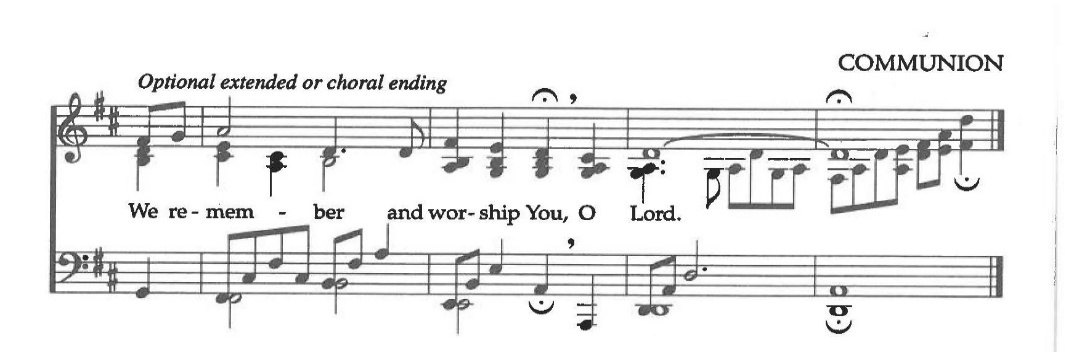 COMMUNION
Optional extended or choral ending
We re - mem - ber and wor - ship You, O Lord.